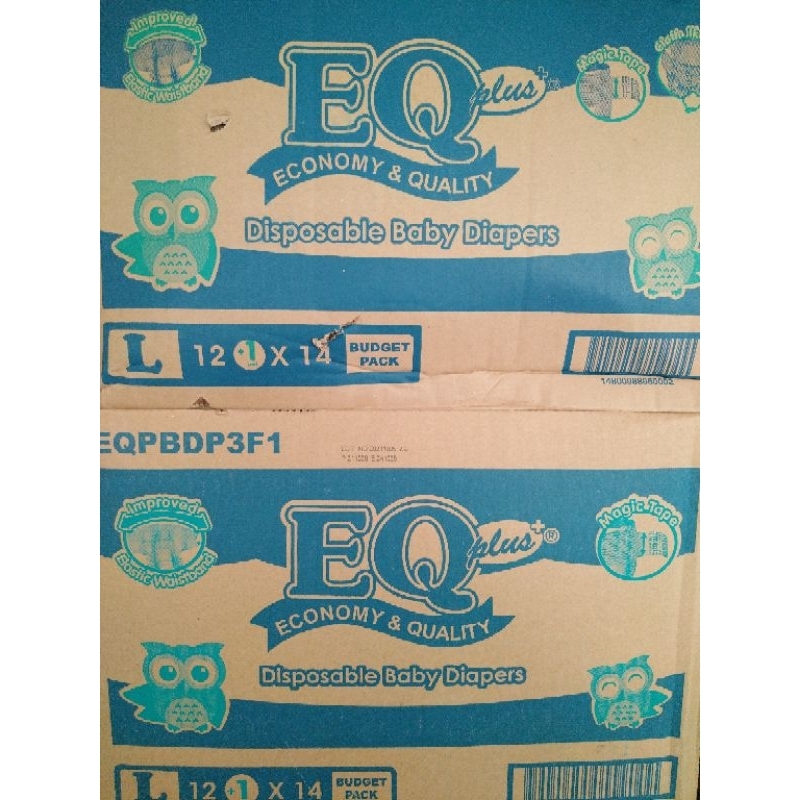 Improved!
Elastic Waistband
EQ plus+
Magic Tape
ECONOMY & QUALITY
Disposable Baby Diapers
L 12 +1 X 14 BUDGET PACK
EQPBDP3F1
Improved!
Elastic Waistband
EQ plus+®
Magic Tape
ECONOMY & QUALITY
Disposable Baby Diapers
L 12 +1 X 14 BUDGET PACK